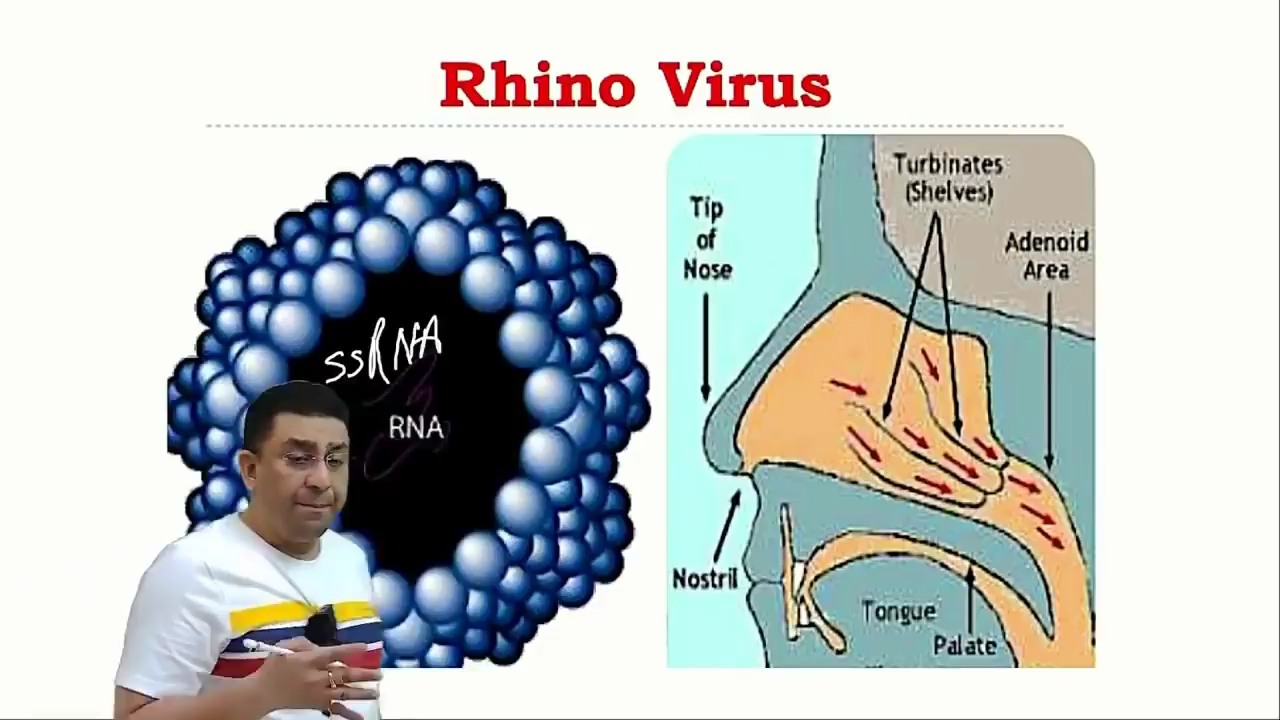 Rhino Virus
ssRNA
RNA
Turbinates
(Shelves)
Tip
of
Nose
Adenoid
Area
Nostril
Tongue
Palate